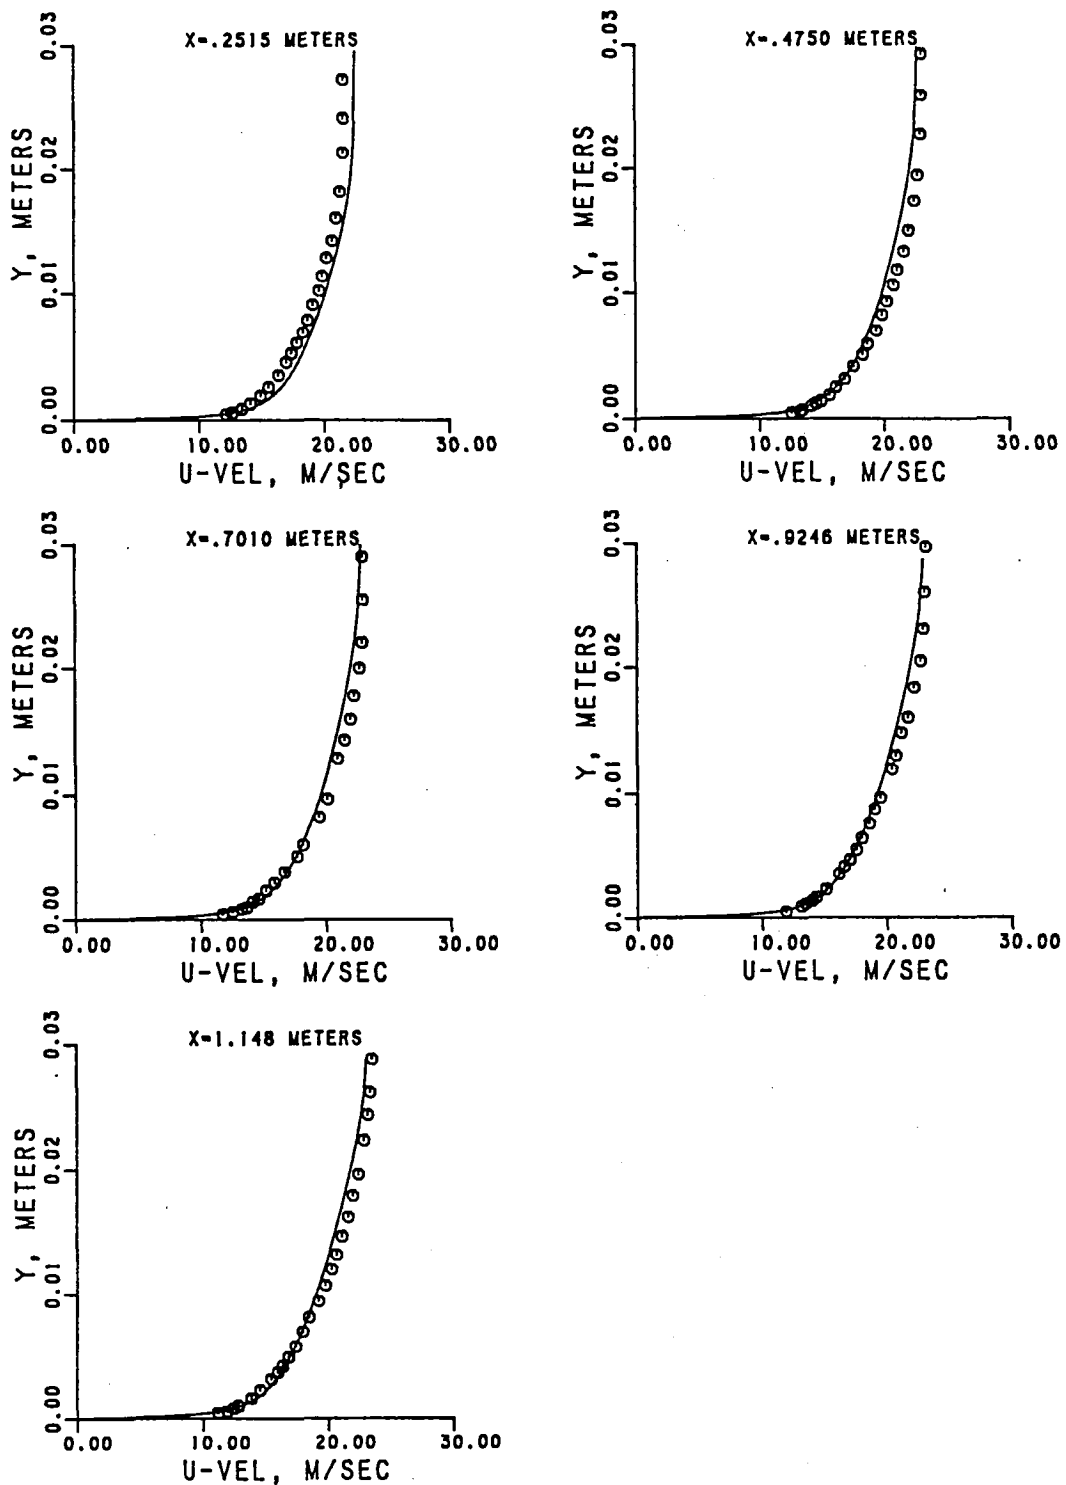 X=.2515 METERS
0.03
0.02
0.01
0.00
Y, METERS
0.00 10.00 20.00 30.00
U-VEL, M/SEC
X=.4750 METERS
0.03
0.02
0.01
0.00
Y, METERS
0.00 10.00 20.00 30.00
U-VEL, M/SEC
X=.7010 METERS
0.03
0.02
0.01
0.00
Y, METERS
0.00 10.00 20.00 30.00
U-VEL, M/SEC
X=.9246 METERS
0.03
0.02
0.01
0.00
Y, METERS
0.00 10.00 20.00 30.00
U-VEL, M/SEC
X=1.148 METERS
0.03
0.02
0.01
0.00
Y, METERS
0.00 10.00 20.00 30.00
U-VEL, M/SEC